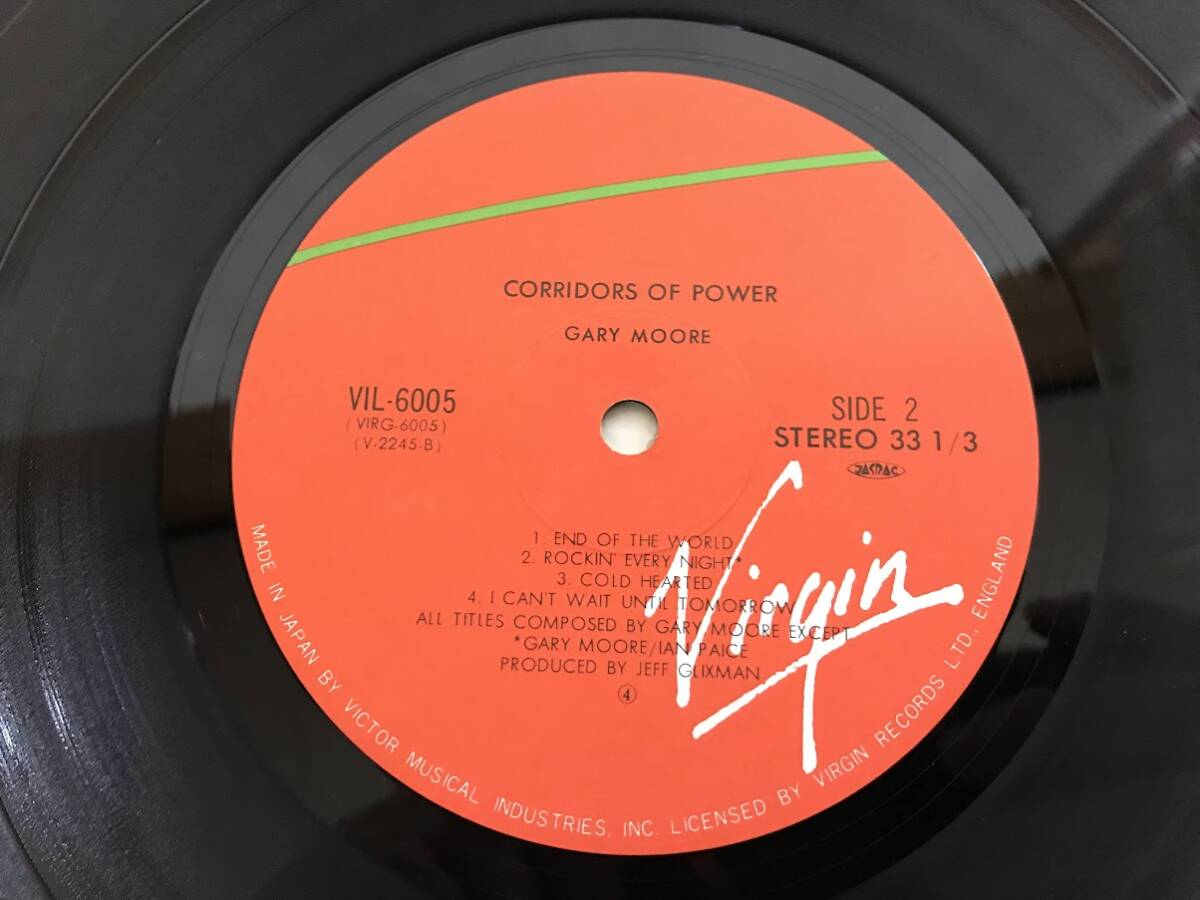 CORRIDORS OF POWER
GARY MOORE
VIL-6005
(VIRG-6005)
(V-2245-B)
SIDE 2
STEREO 33 1/3
JASRAC
1. END OF THE WORLD
2. ROCKIN' EVERY NIGHT*
3. COLD HEARTED
4. I CAN'T WAIT UNTIL TOMORROW
ALL TITLES COMPOSED BY GARY MOORE EXCEPT
*GARY MOORE/IAN PAICE
PRODUCED BY JEFF GLIXMAN
④
Virgin
MADE IN JAPAN BY VICTOR MUSICAL INDUSTRIES, INC. LICENSED BY VIRGIN RECORDS LTD., ENGLAND